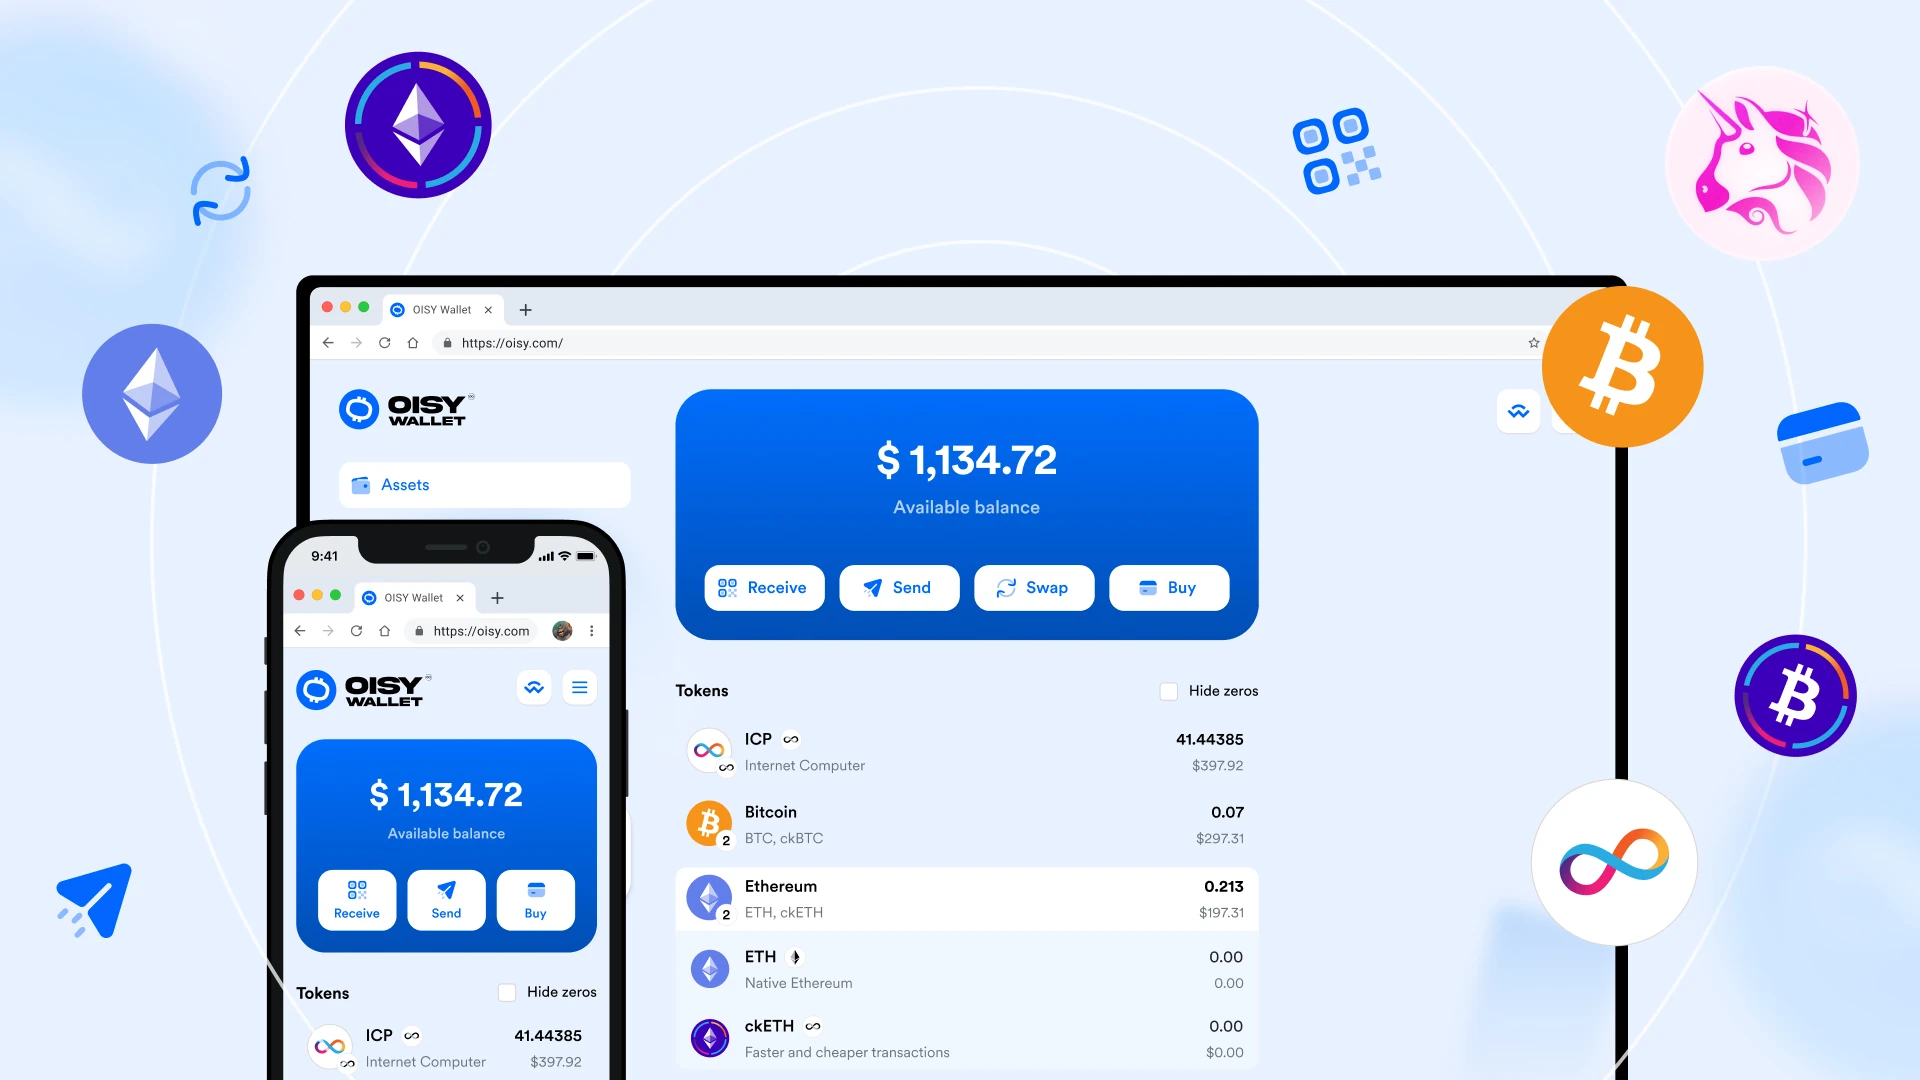 OISY Wallet
https://oisy.com/
OISY
WALLET
Assets
$ 1,134.72
Available balance
Receive
Send
Swap
Buy
Tokens
Hide zeros
ICP
41.44385
Internet Computer
$397.92
Bitcoin
0.07
2
BTC, ckBTC
$297.31
Ethereum
0.213
2
ETH, ckETH
$197.31
ETH
0.00
Native Ethereum
0.00
ckETH
0.00
Faster and cheaper transactions
$0.00
9:41
OISY Wallet
https://oisy.com
OISY
WALLET
$ 1,134.72
Available balance
Receive
Send
Buy
Tokens
Hide zeros
ICP
41.44385
Internet Computer
$397.92